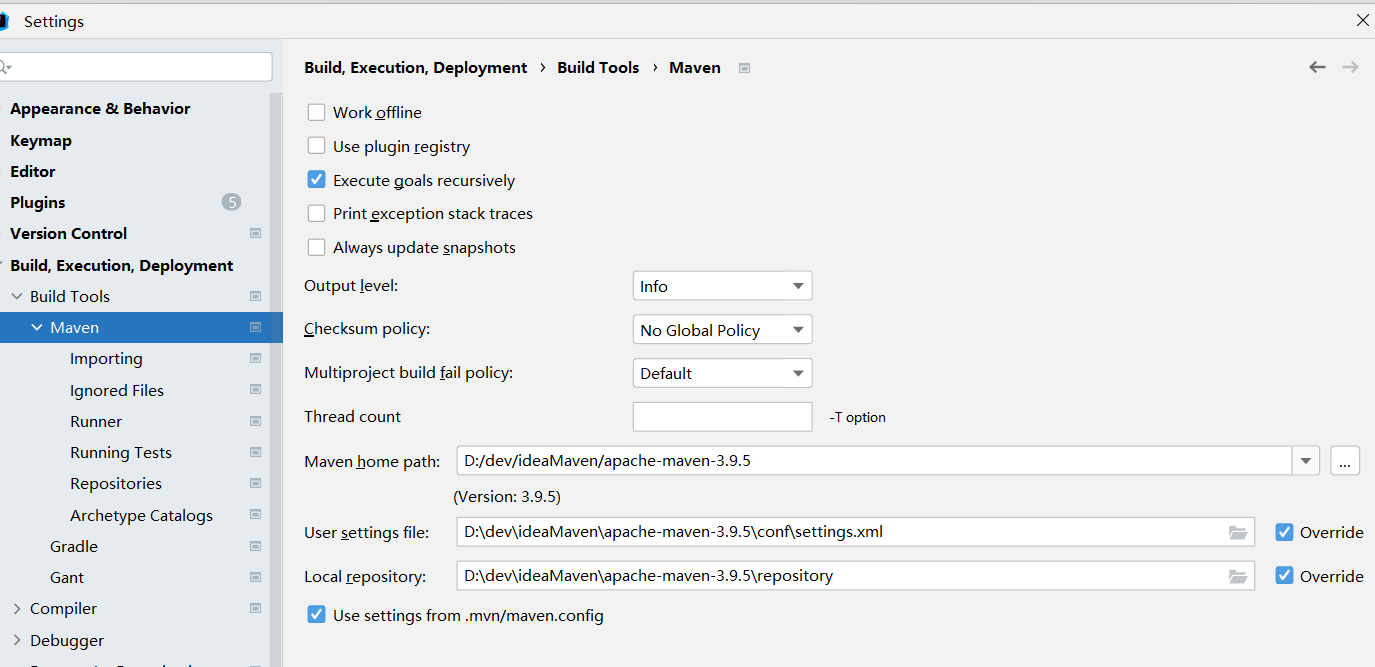 Settings
Build, Execution, Deployment › Build Tools › Maven
Appearance & Behavior
Keymap
Editor
Plugins 5
Version Control
Build, Execution, Deployment
Build Tools
Maven
Importing
Ignored Files
Runner
Running Tests
Repositories
Archetype Catalogs
Gradle
Gant
Compiler
Debugger
Work offline
Use plugin registry
Execute goals recursively
Print exception stack traces
Always update snapshots
Output level: Info
Checksum policy: No Global Policy
Multiproject build fail policy: Default
Thread count -T option
Maven home path: D:/dev/ideaMaven/apache-maven-3.9.5 ...
(Version: 3.9.5)
User settings file: D:\dev\ideaMaven\apache-maven-3.9.5\conf\settings.xml Override
Local repository: D:\dev\ideaMaven\apache-maven-3.9.5\repository Override
Use settings from .mvn/maven.config